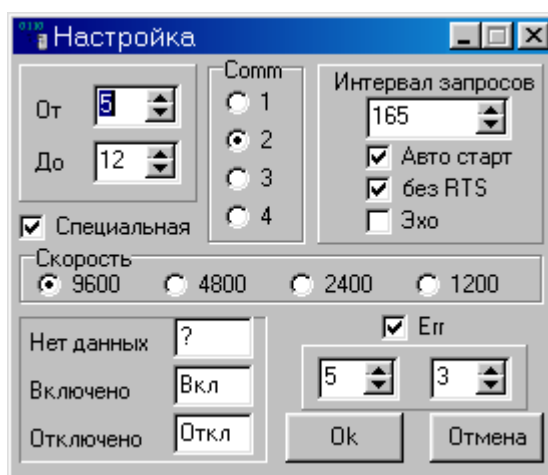 Настройка
От 5
До 12
Специальная
Comm
1
2
3
4
Интервал запросов
165
Авто старт
без RTS
Эхо
Скорость
9600 4800 2400 1200
Нет данных ?
Включено Вкл
Отключено Откл
Err
5 3
Ok Отмена